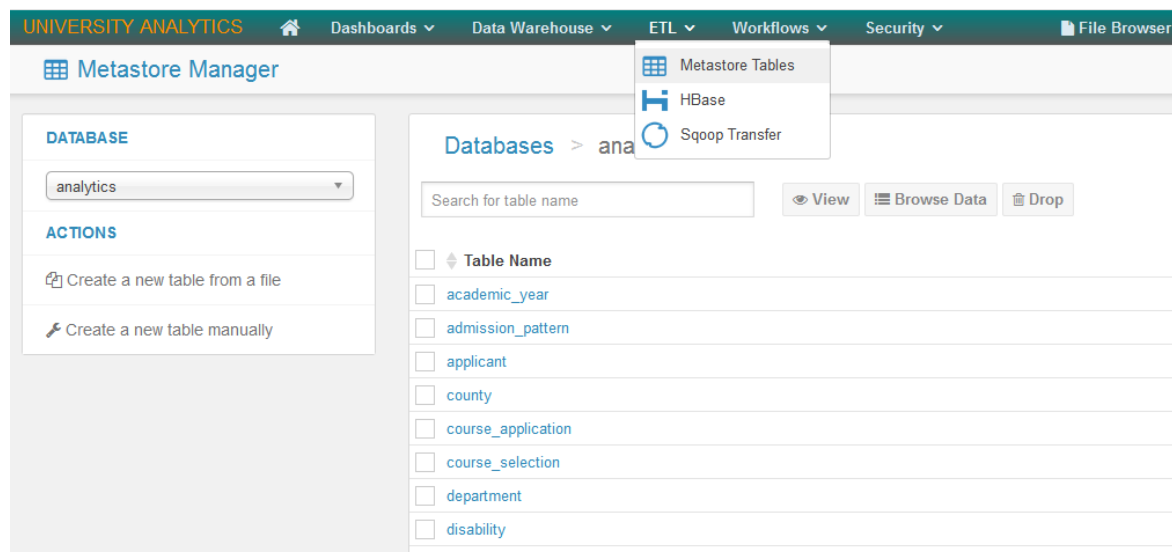 UNIVERSITY ANALYTICS Dashboards Data Warehouse ETL Workflows Security File Browser
Metastore Manager
Metastore Tables
HBase
Sqoop Transfer
DATABASE
analytics
ACTIONS
Create a new table from a file
Create a new table manually
Databases > ana
Search for table name View Browse Data Drop
Table Name
academic_year
admission_pattern
applicant
county
course_application
course_selection
department
disability